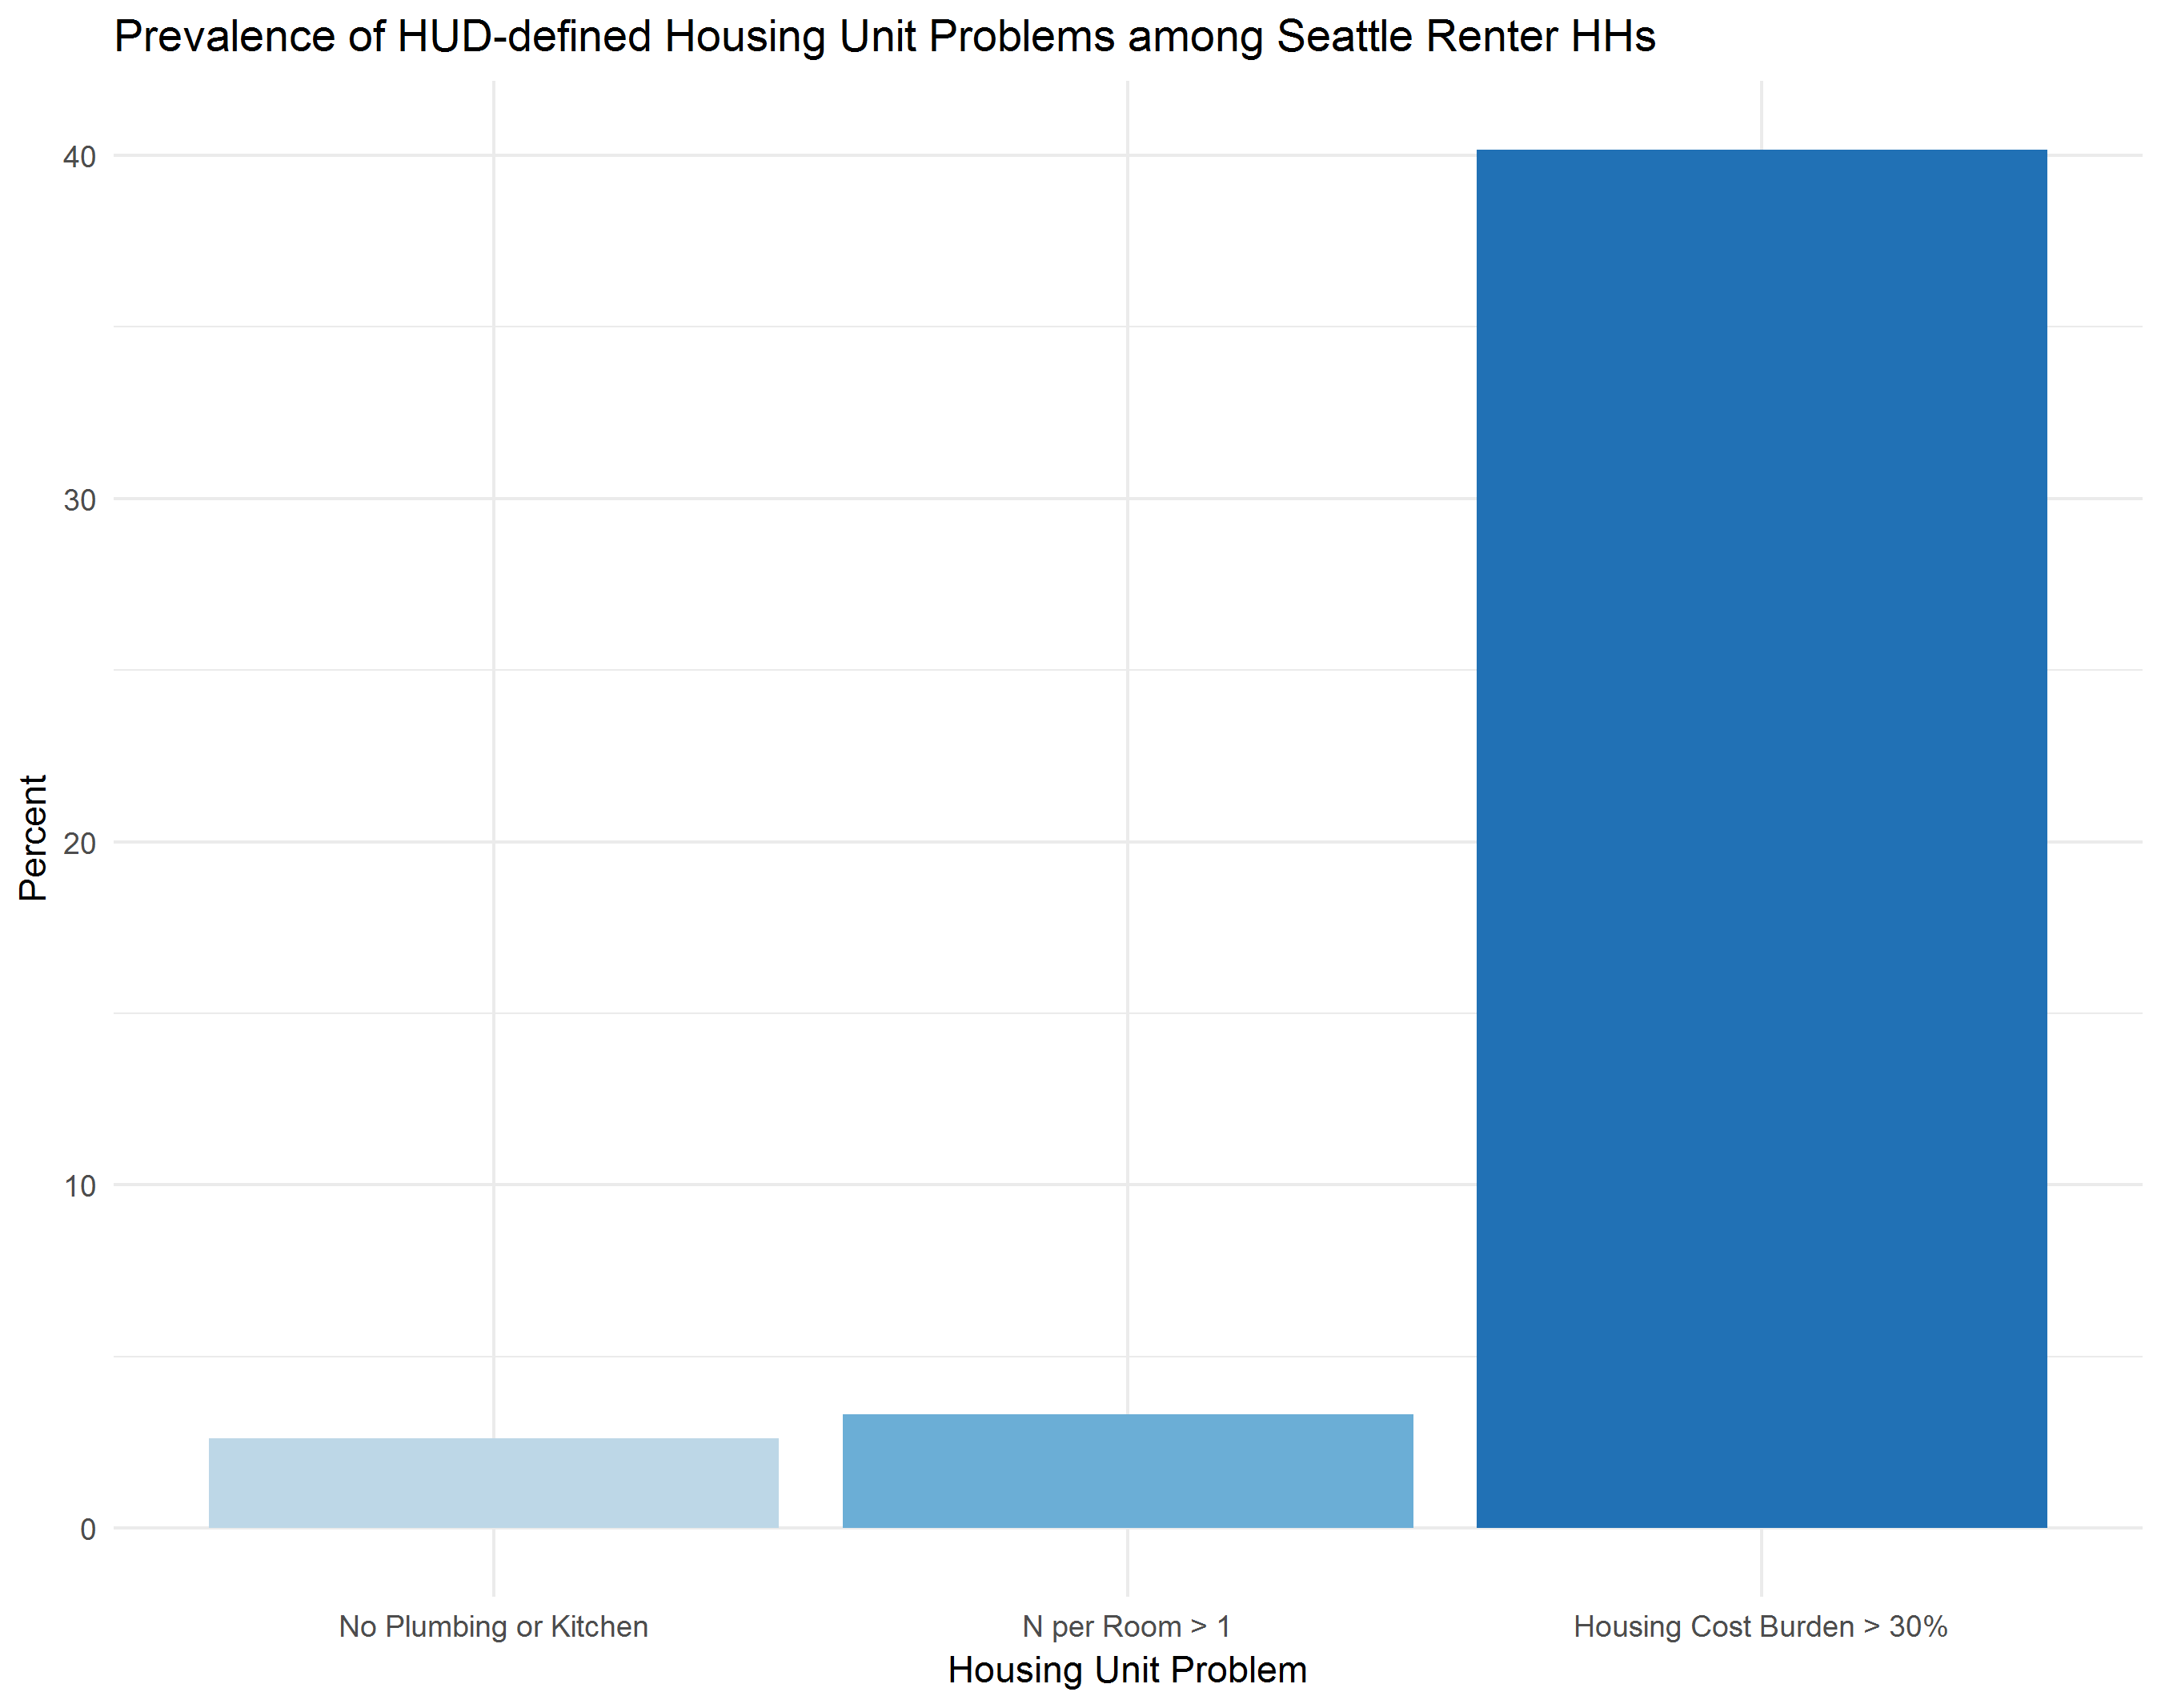 Prevalence of HUD-defined Housing Unit Problems among Seattle Renter HHs
Percent
40
30
20
10
0
No Plumbing or Kitchen
N per Room > 1
Housing Cost Burden > 30%
Housing Unit Problem